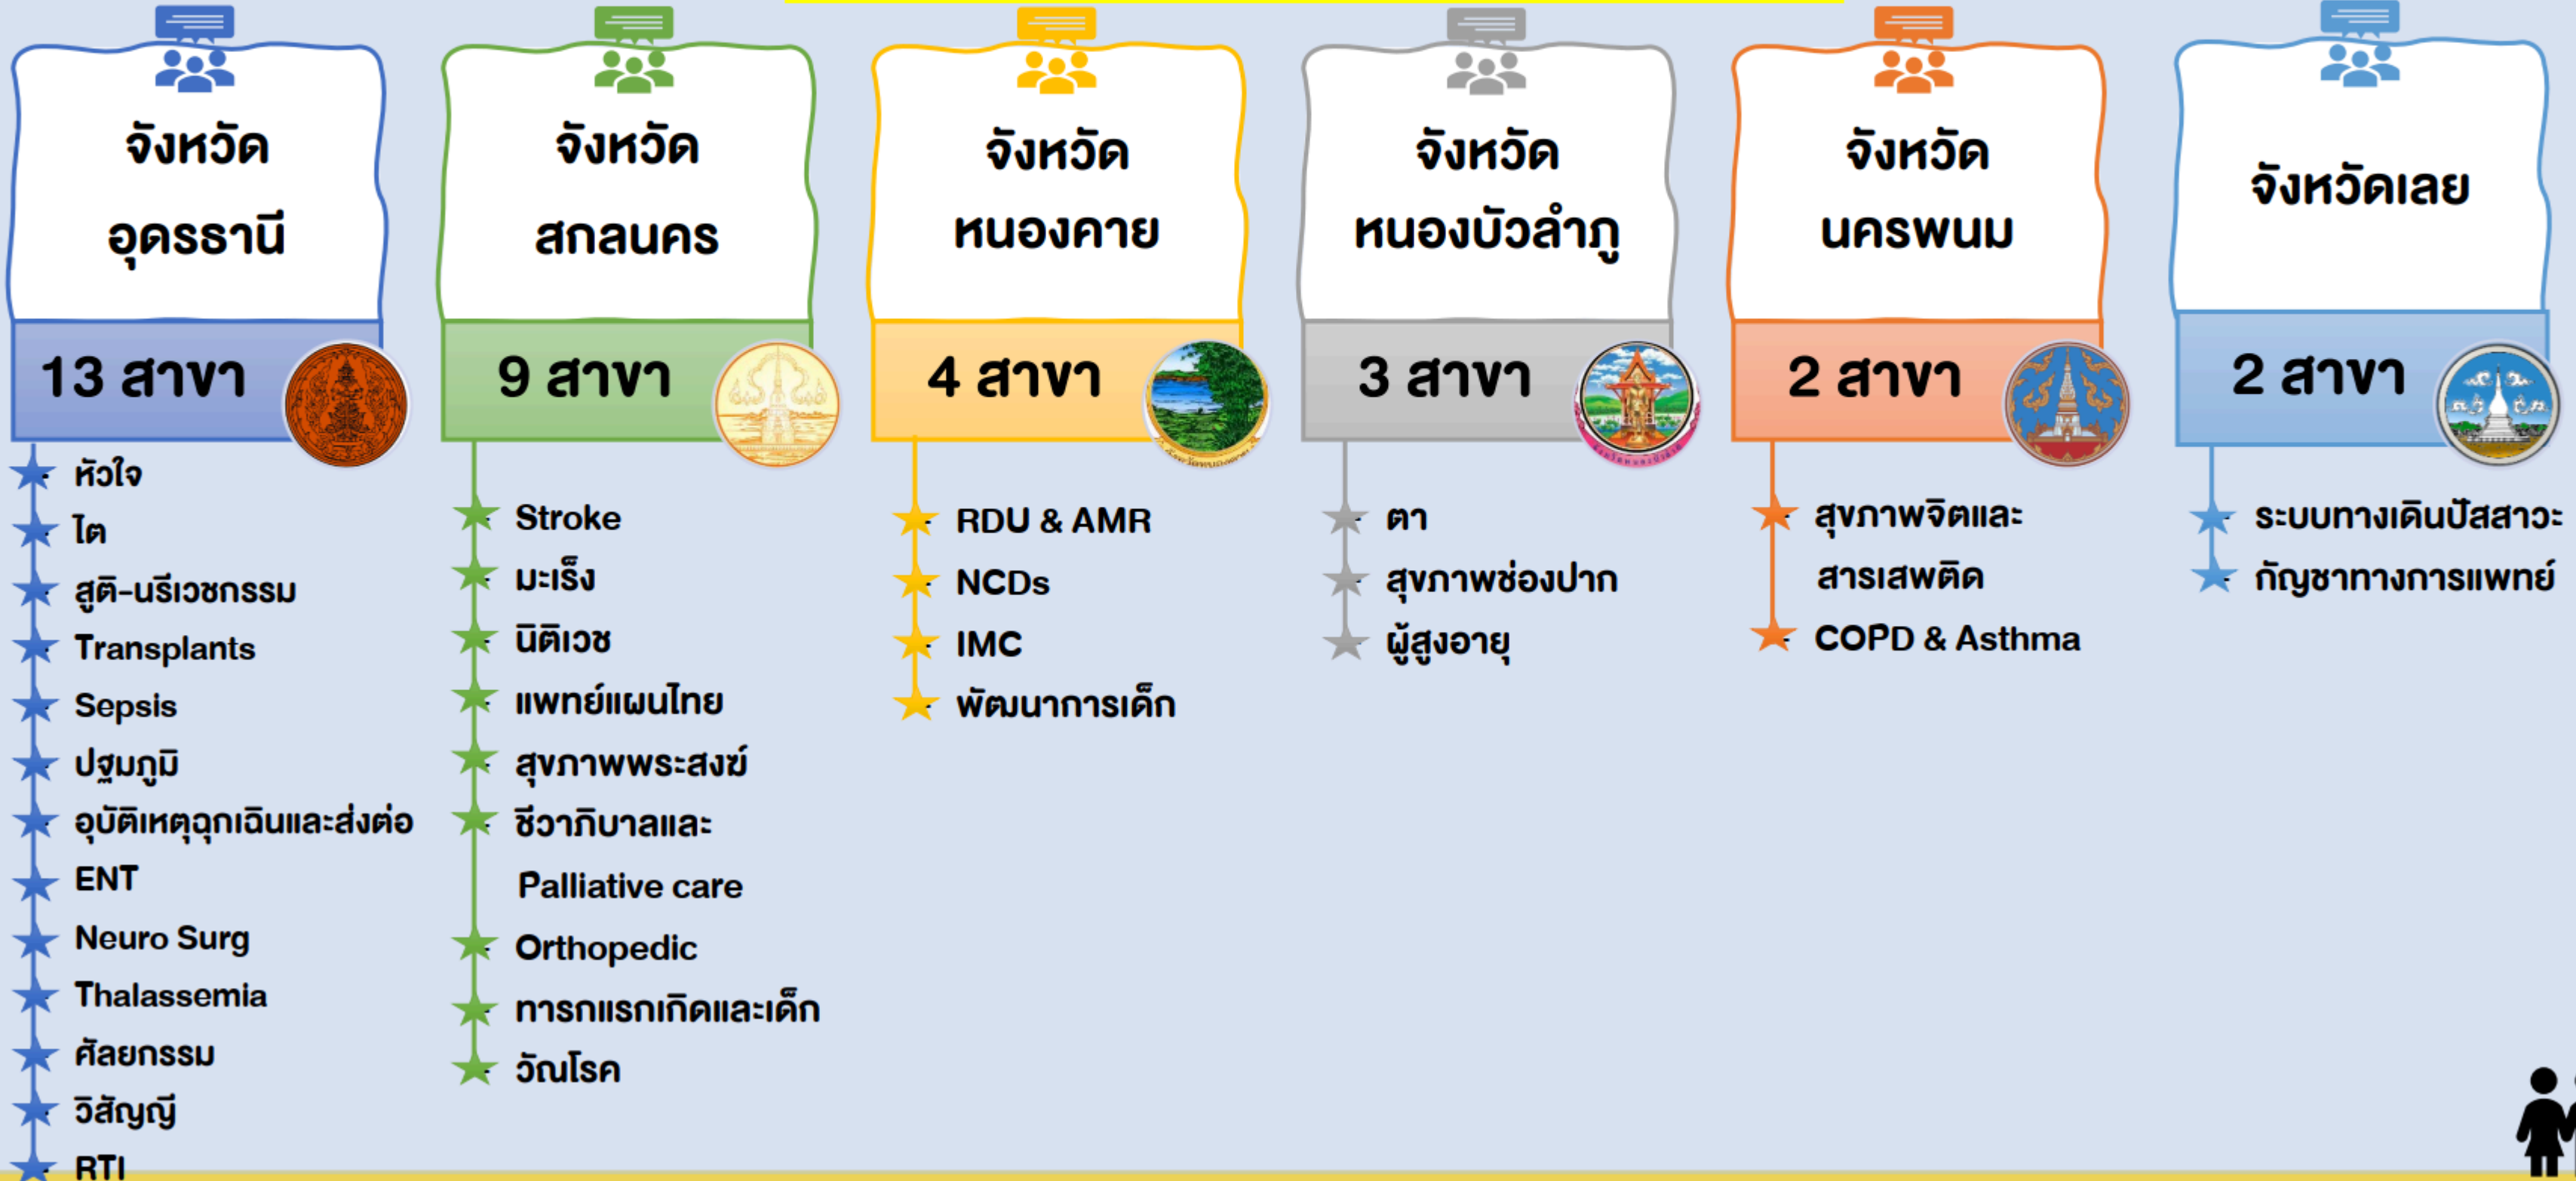 จังหวัด
อุดรธานี
13 สาขา
หัวใจ
ไต
สูติ-นรีเวชกรรม
Transplants
Sepsis
ปฐมภูมิ
อุบัติเหตุฉุกเฉินและส่งต่อ
ENT
Neuro Surg
Thalassemia
ศัลยกรรม
วิสัญญี
RTI
จังหวัด
สกลนคร
9 สาขา
Stroke
มะเร็ง
นิติเวช
แพทย์แผนไทย
สุขภาพพระสงฆ์
ชีวาภิบาลและ
Palliative care
Orthopedic
ทารกแรกเกิดและเด็ก
วัณโรค
จังหวัด
หนองคาย
4 สาขา
RDU & AMR
NCDs
IMC
พัฒนาการเด็ก
จังหวัด
หนองบัวลำภู
3 สาขา
ตา
สุขภาพช่องปาก
ผู้สูงอายุ
จังหวัด
นครพนม
2 สาขา
สุขภาพจิตและ
สารเสพติด
COPD & Asthma
จังหวัดเลย
2 สาขา
ระบบทางเดินปัสสาวะ
กัญชาทางการแพทย์